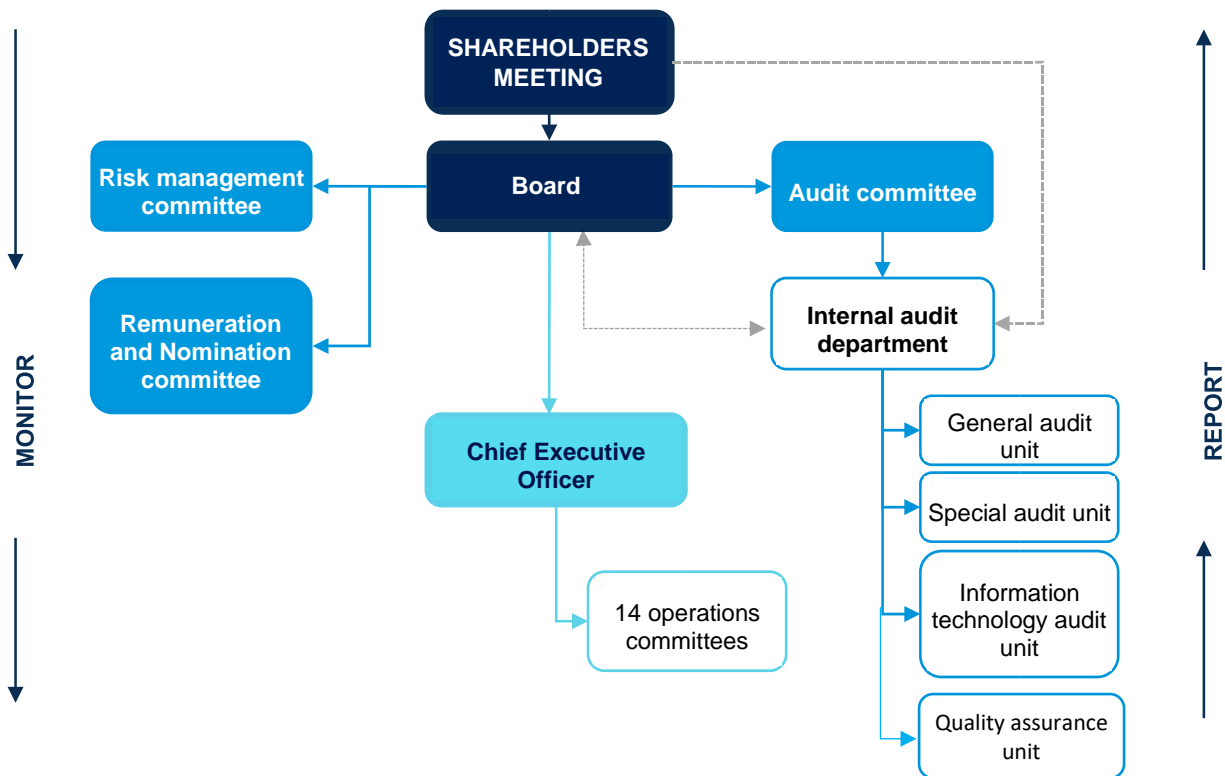 SHAREHOLDERS
MEETING
Risk management
committee
Board
Audit committee
Remuneration
and Nomination
committee
Internal audit
department
MONITOR
REPORT
Chief Executive
Officer
General audit
unit
Special audit unit
14 operations
committees
Information
technology audit
unit
Quality assurance
unit